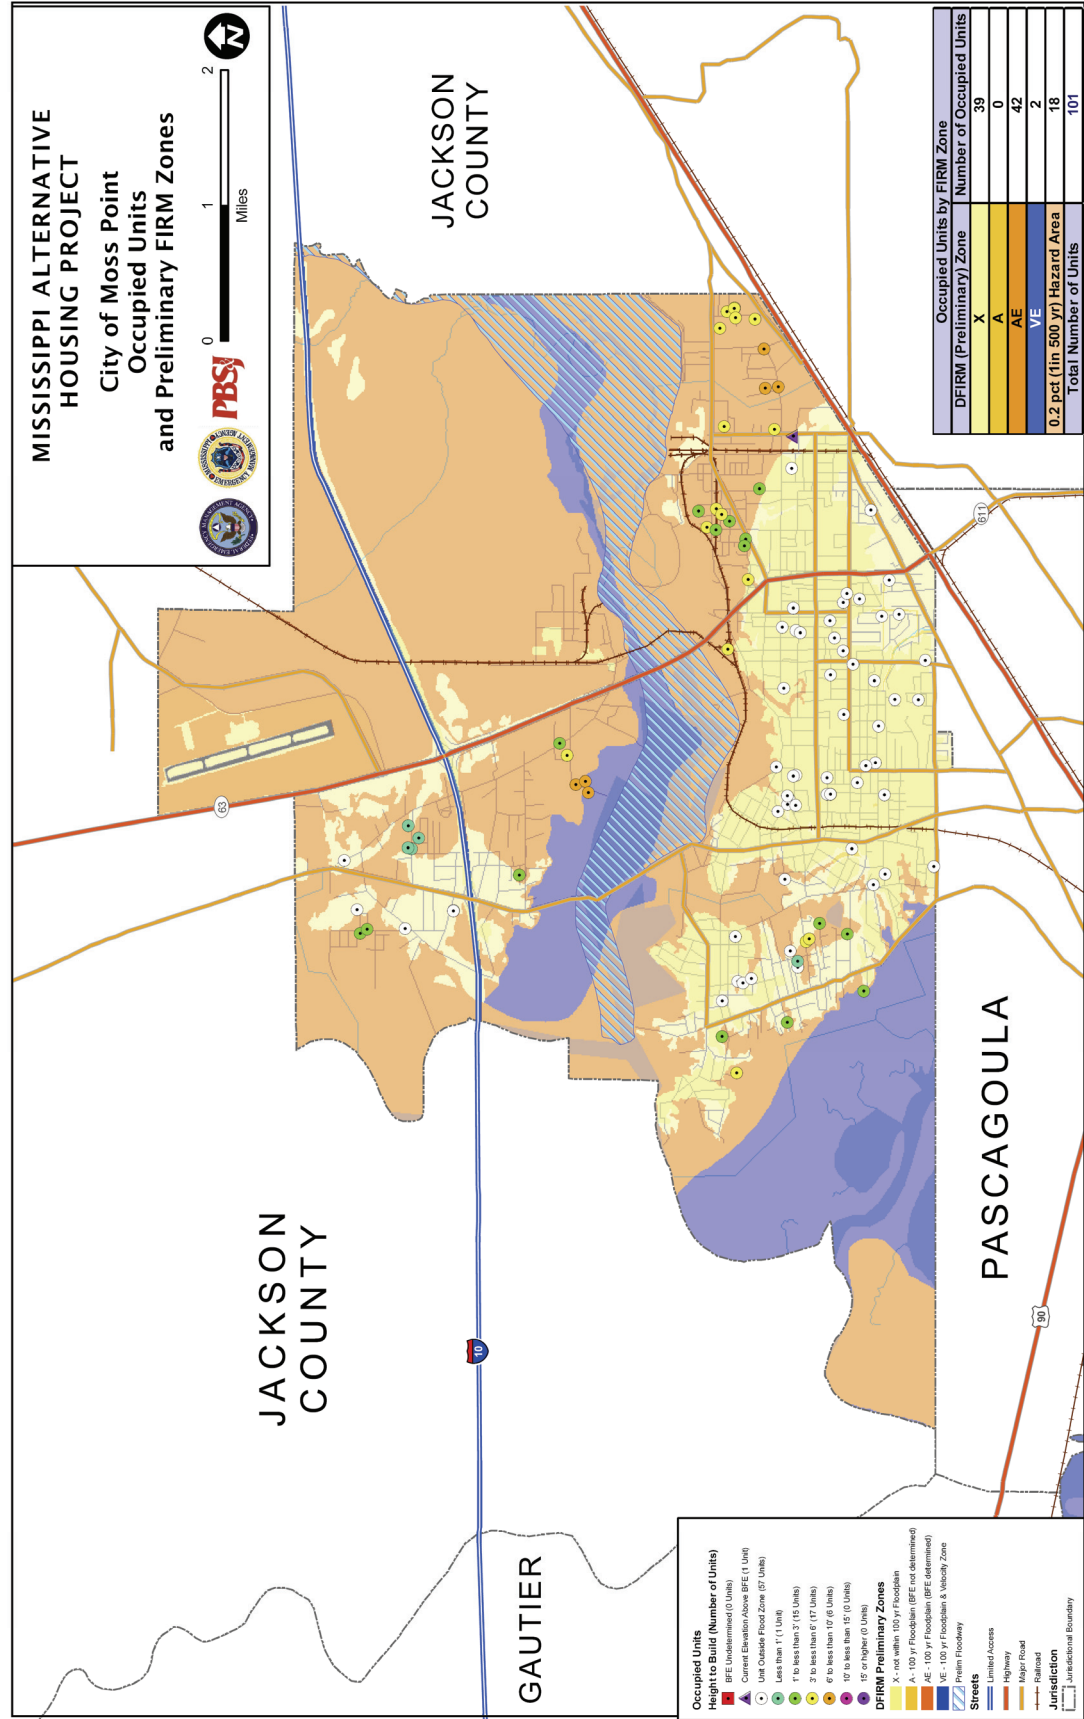 MISSISSIPPI ALTERNATIVE
HOUSING PROJECT
City of Moss Point
Occupied Units
and Preliminary FIRM Zones
PBSJ
0 1 2
Miles
N
JACKSON
COUNTY
JACKSON
COUNTY
GAUTIER
PASCAGOULA
10
63
611
90
Occupied Units
Height to Build (Number of Units)
BFE Undetermined (0 Units)
Current Elevation Above BFE (1 Unit)
Unit Outside Flood Zone (57 Units)
Less than 1' (1 Unit)
1' to less than 3' (15 Units)
3' to less than 6' (17 Units)
6' to less than 10' (6 Units)
10' to less than 15' (0 Units)
15' or higher (0 Units)
DFIRM Preliminary Zones
X - not within 100 yr Floodplain
A - 100 yr Floodplain (BFE not determined)
AE - 100 yr Floodplain (BFE determined)
VE - 100 yr Floodplain & Velocity Zone
Prelim Floodway
Streets
Limited Access
Highway
Major Road
Railroad
Jurisdiction
Jurisdictional Boundary
Occupied Units by FIRM Zone
DFIRM (Preliminary) Zone Number of Occupied Units
X 39
A 0
AE 42
VE 2
0.2 pct (1in 500 yr) Hazard Area 18
Total Number of Units 101